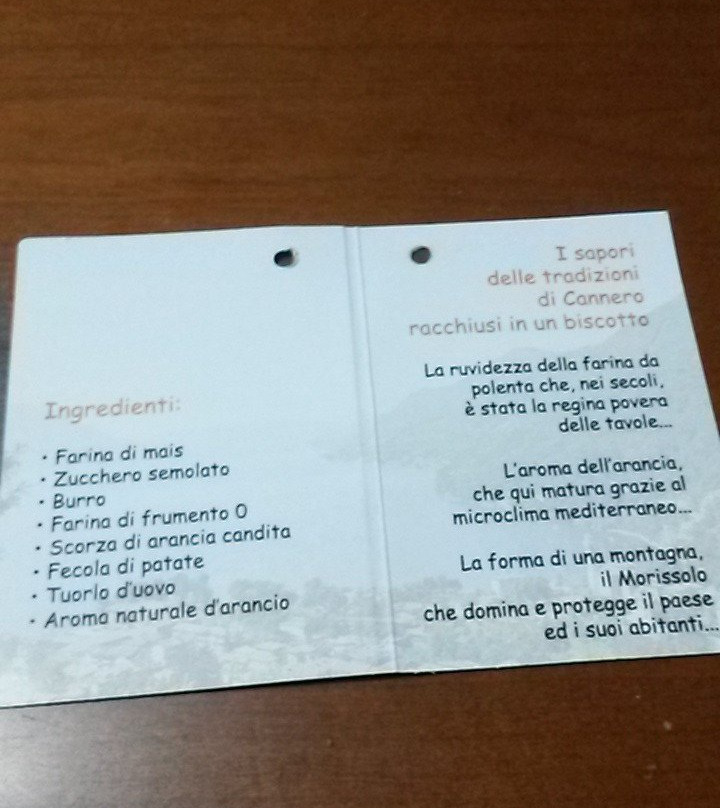 Ingredienti:
• Farina di mais
• Zucchero semolato
• Burro
• Farina di frumento 0
• Scorza di arancia candita
• Fecola di patate
• Tuorlo d'uovo
• Aroma naturale d'arancio
I sapori
delle tradizioni
di Cannero
racchiusi in un biscotto
La ruvidezza della farina da
polenta che, nei secoli,
è stata la regina povera
delle tavole...
L'aroma dell'arancia,
che qui matura grazie al
microclima mediterraneo...
La forma di una montagna,
il Morissolo
che domina e protegge il paese
ed i suoi abitanti...